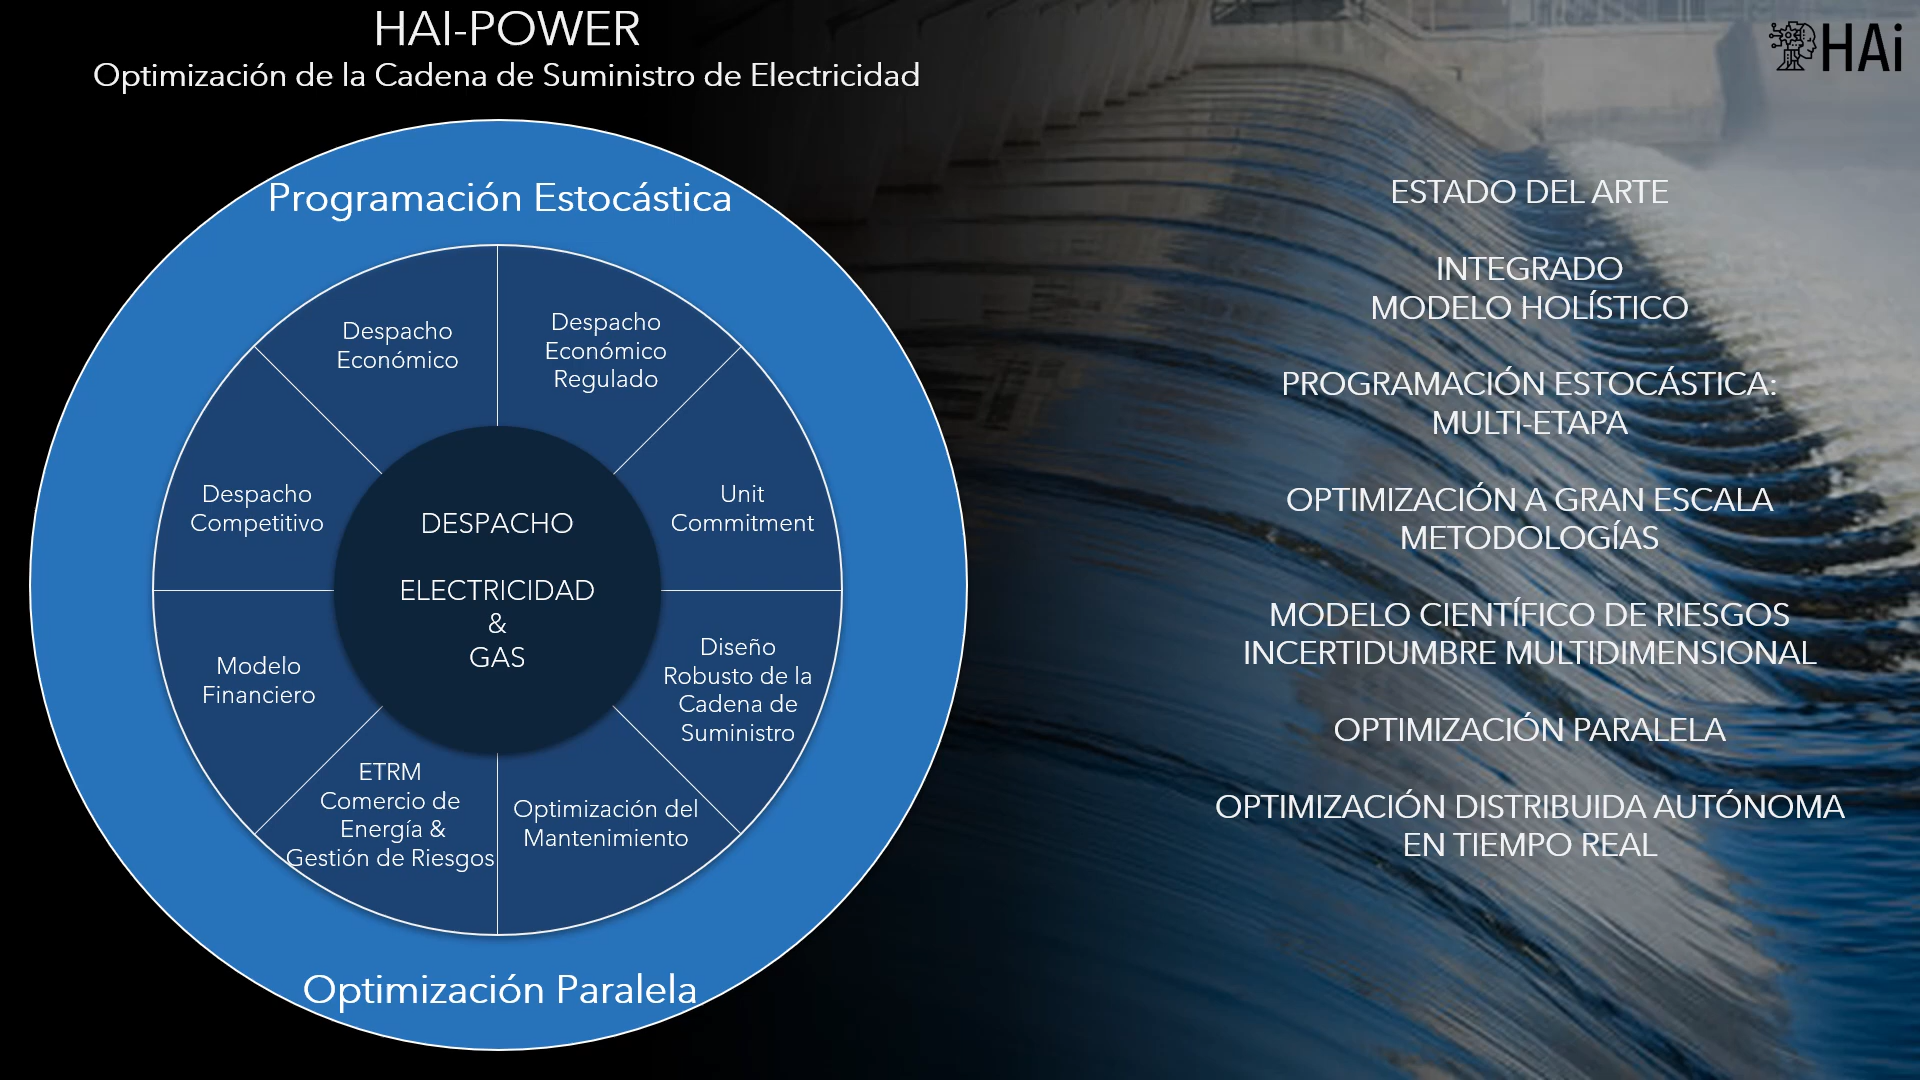 HAI-POWER
Optimización de la Cadena de Suministro de Electricidad
HAi
Programación Estocástica
Despacho
Económico
Despacho
Económico
Regulado
Despacho
Competitivo
Unit
Commitment
DESPACHO
ELECTRICIDAD
&
GAS
Modelo
Financiero
Diseño
Robusto de la
Cadena de
Suministro
ETRM
Comercio de
Energía &
Gestión de Riesgos
Optimización del
Mantenimiento
Optimización Paralela
ESTADO DEL ARTE
INTEGRADO
MODELO HOLÍSTICO
PROGRAMACIÓN ESTOCÁSTICA:
MULTI-ETAPA
OPTIMIZACIÓN A GRAN ESCALA
METODOLOGÍAS
MODELO CIENTÍFICO DE RIESGOS
INCERTIDUMBRE MULTIDIMENSIONAL
OPTIMIZACIÓN PARALELA
OPTIMIZACIÓN DISTRIBUIDA AUTÓNOMA
EN TIEMPO REAL